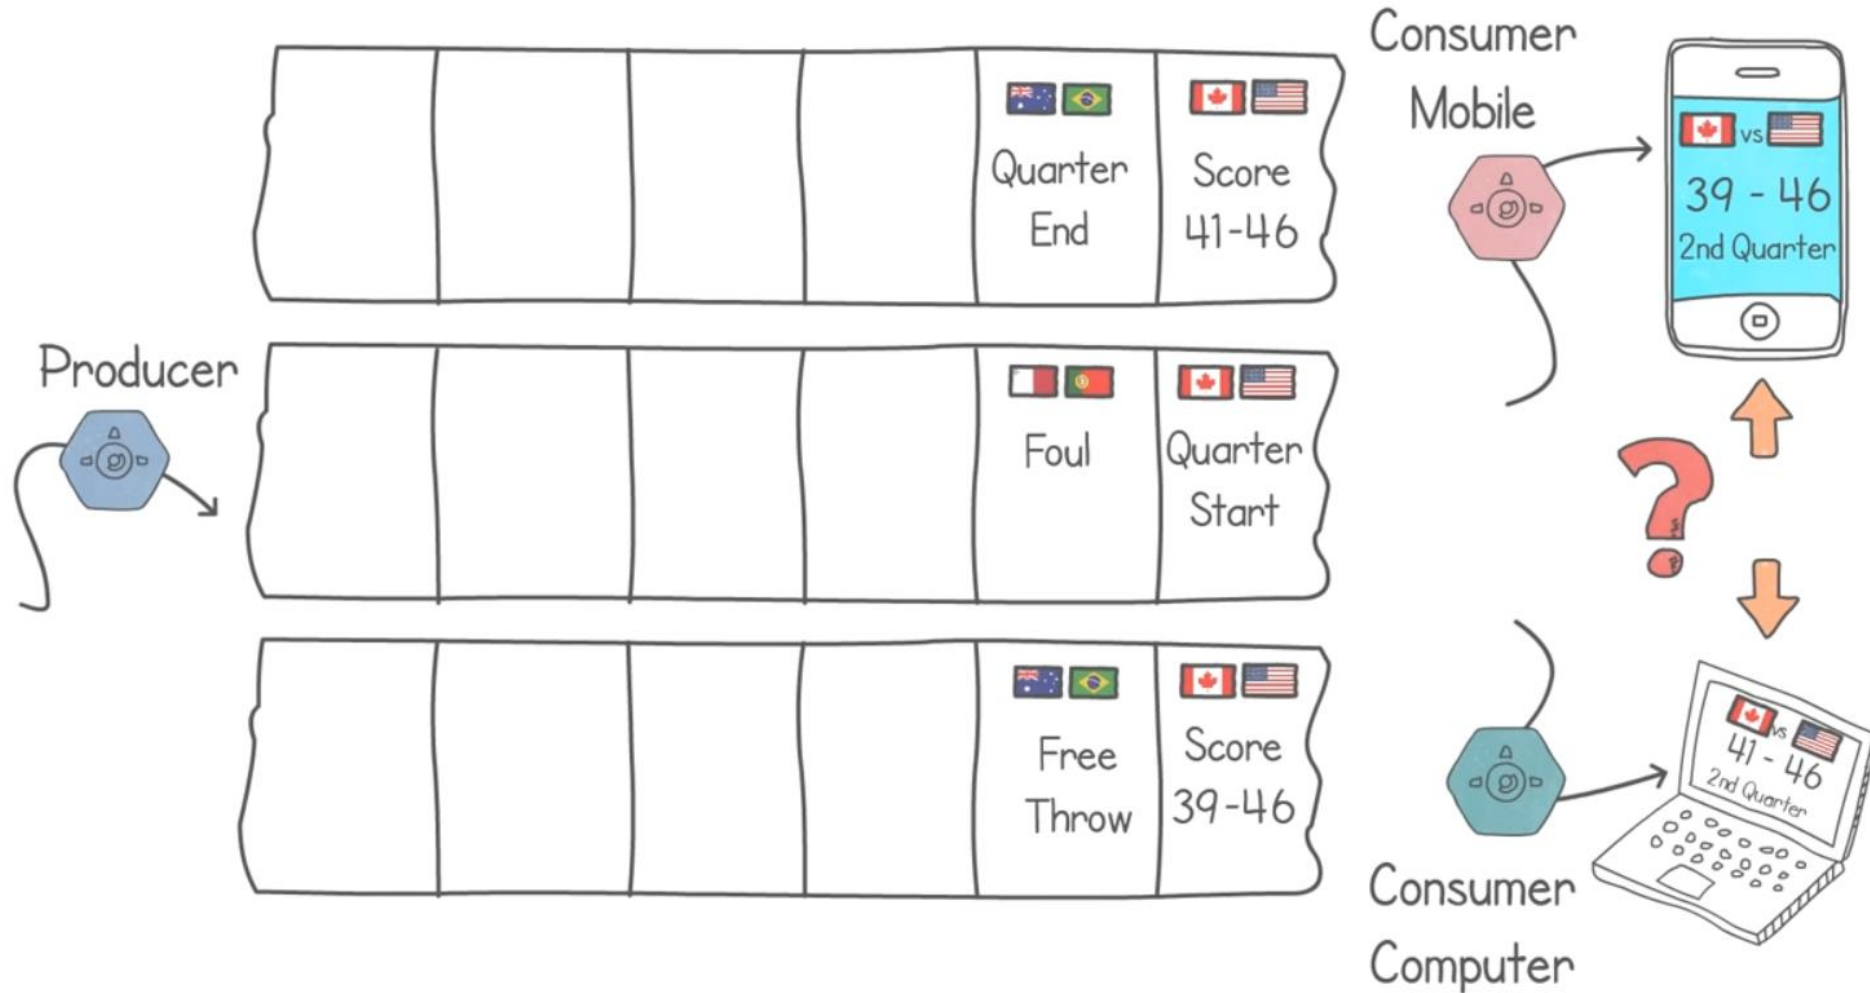 Quarter
End
Score
41-46
Consumer
Mobile
vs
39 - 46
2nd Quarter
Producer
Foul
Quarter
Start
Free
Throw
Score
39-46
vs
41 - 46
2nd Quarter
Consumer
Computer